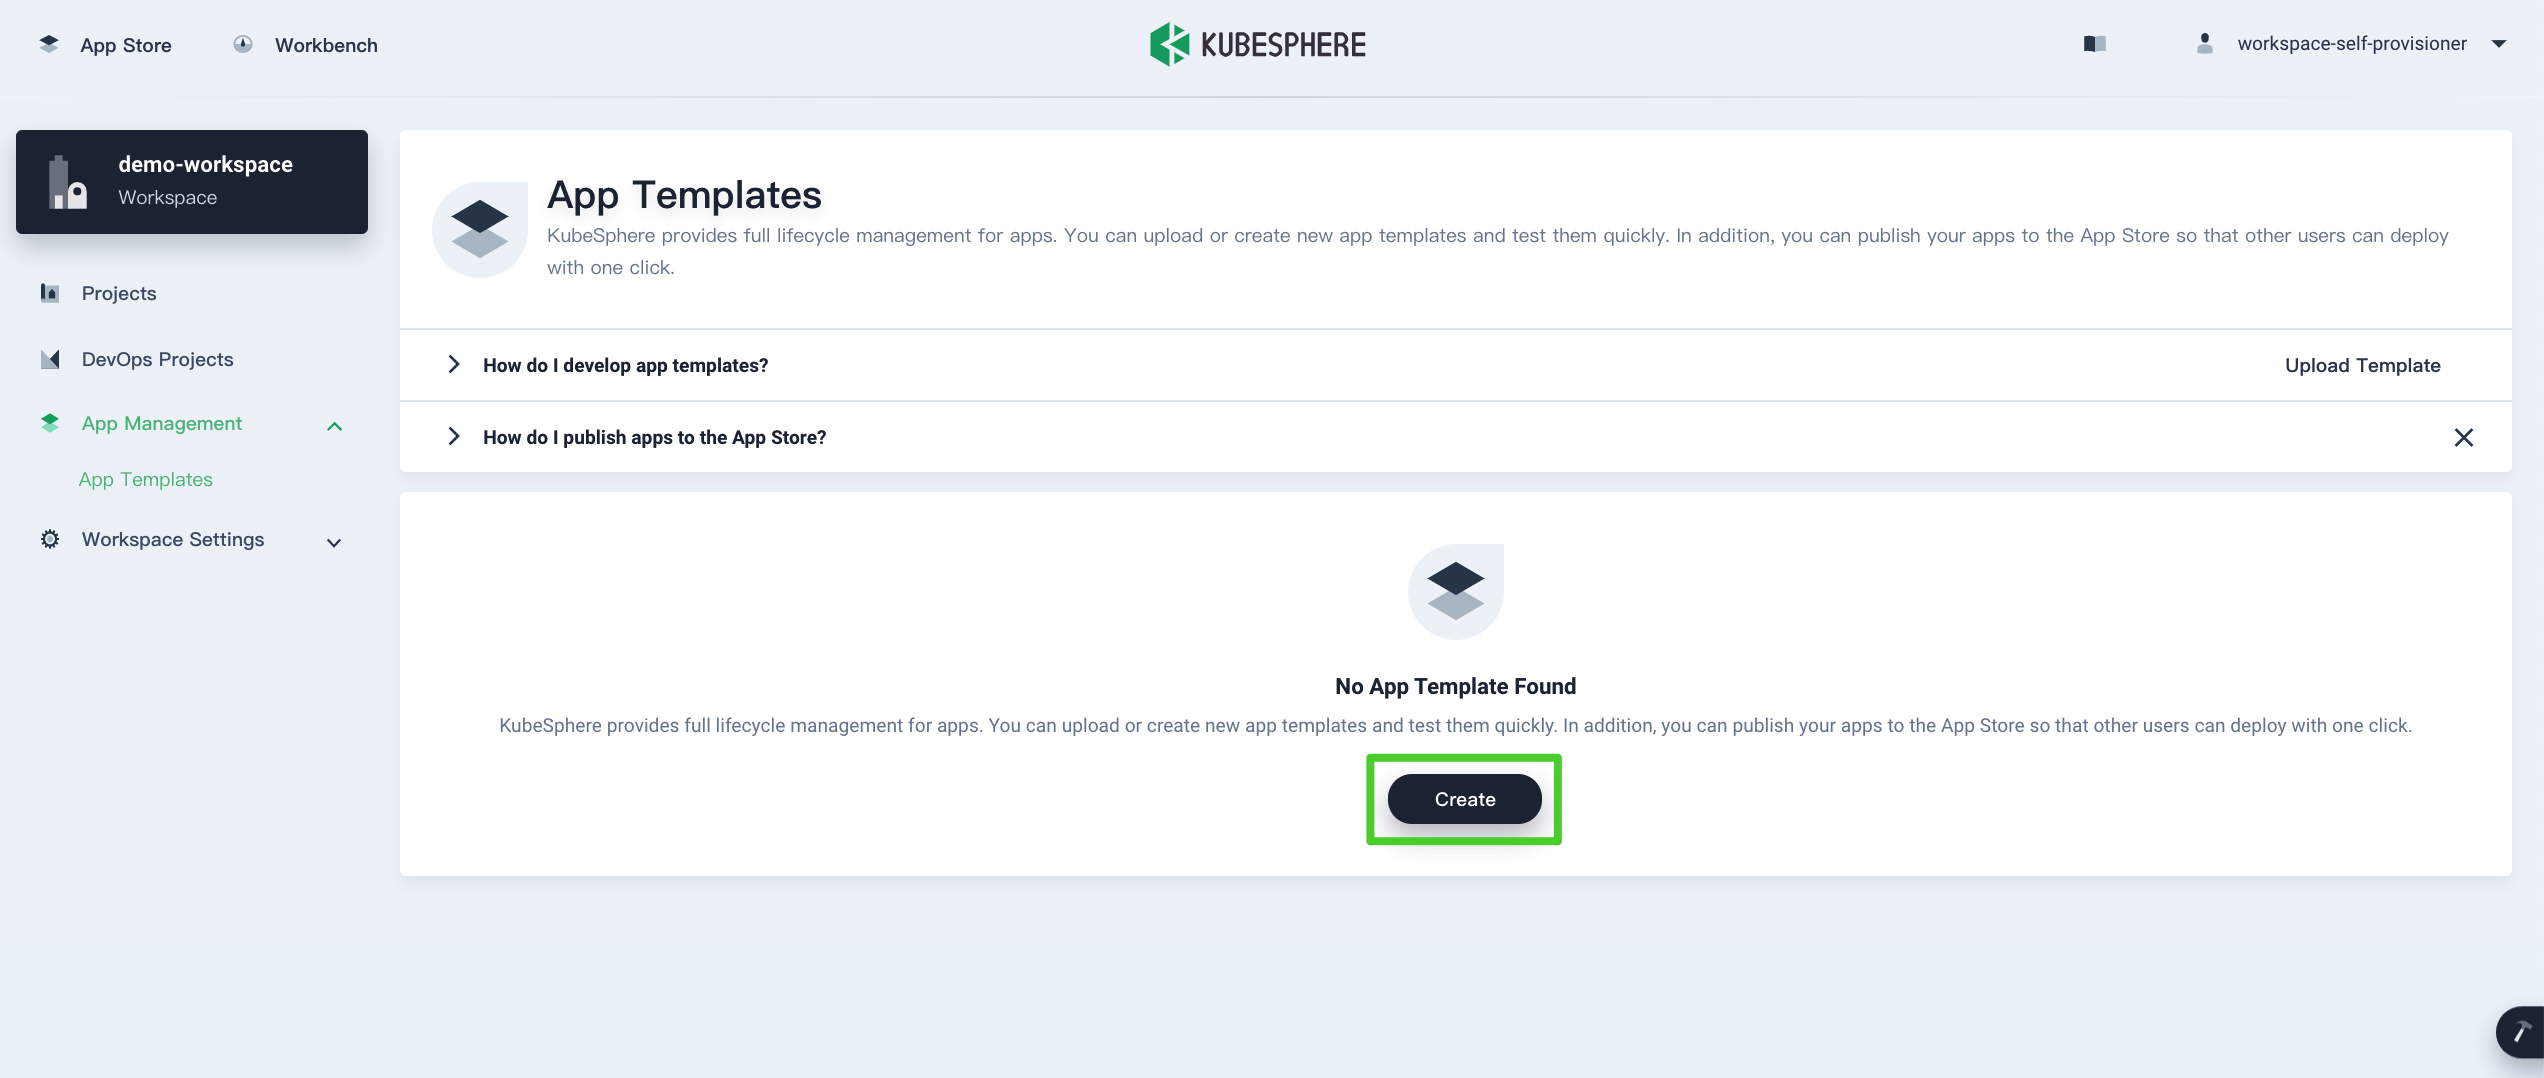 App Store
Workbench
KUBESPHERE
workspace-self-provisioner
demo-workspace
Workspace
Projects
DevOps Projects
App Management
App Templates
Workspace Settings
App Templates
KubeSphere provides full lifecycle management for apps. You can upload or create new app templates and test them quickly. In addition, you can publish your apps to the App Store so that other users can deploy
with one click.
How do I develop app templates?
Upload Template
How do I publish apps to the App Store?
No App Template Found
KubeSphere provides full lifecycle management for apps. You can upload or create new app templates and test them quickly. In addition, you can publish your apps to the App Store so that other users can deploy with one click.
Create